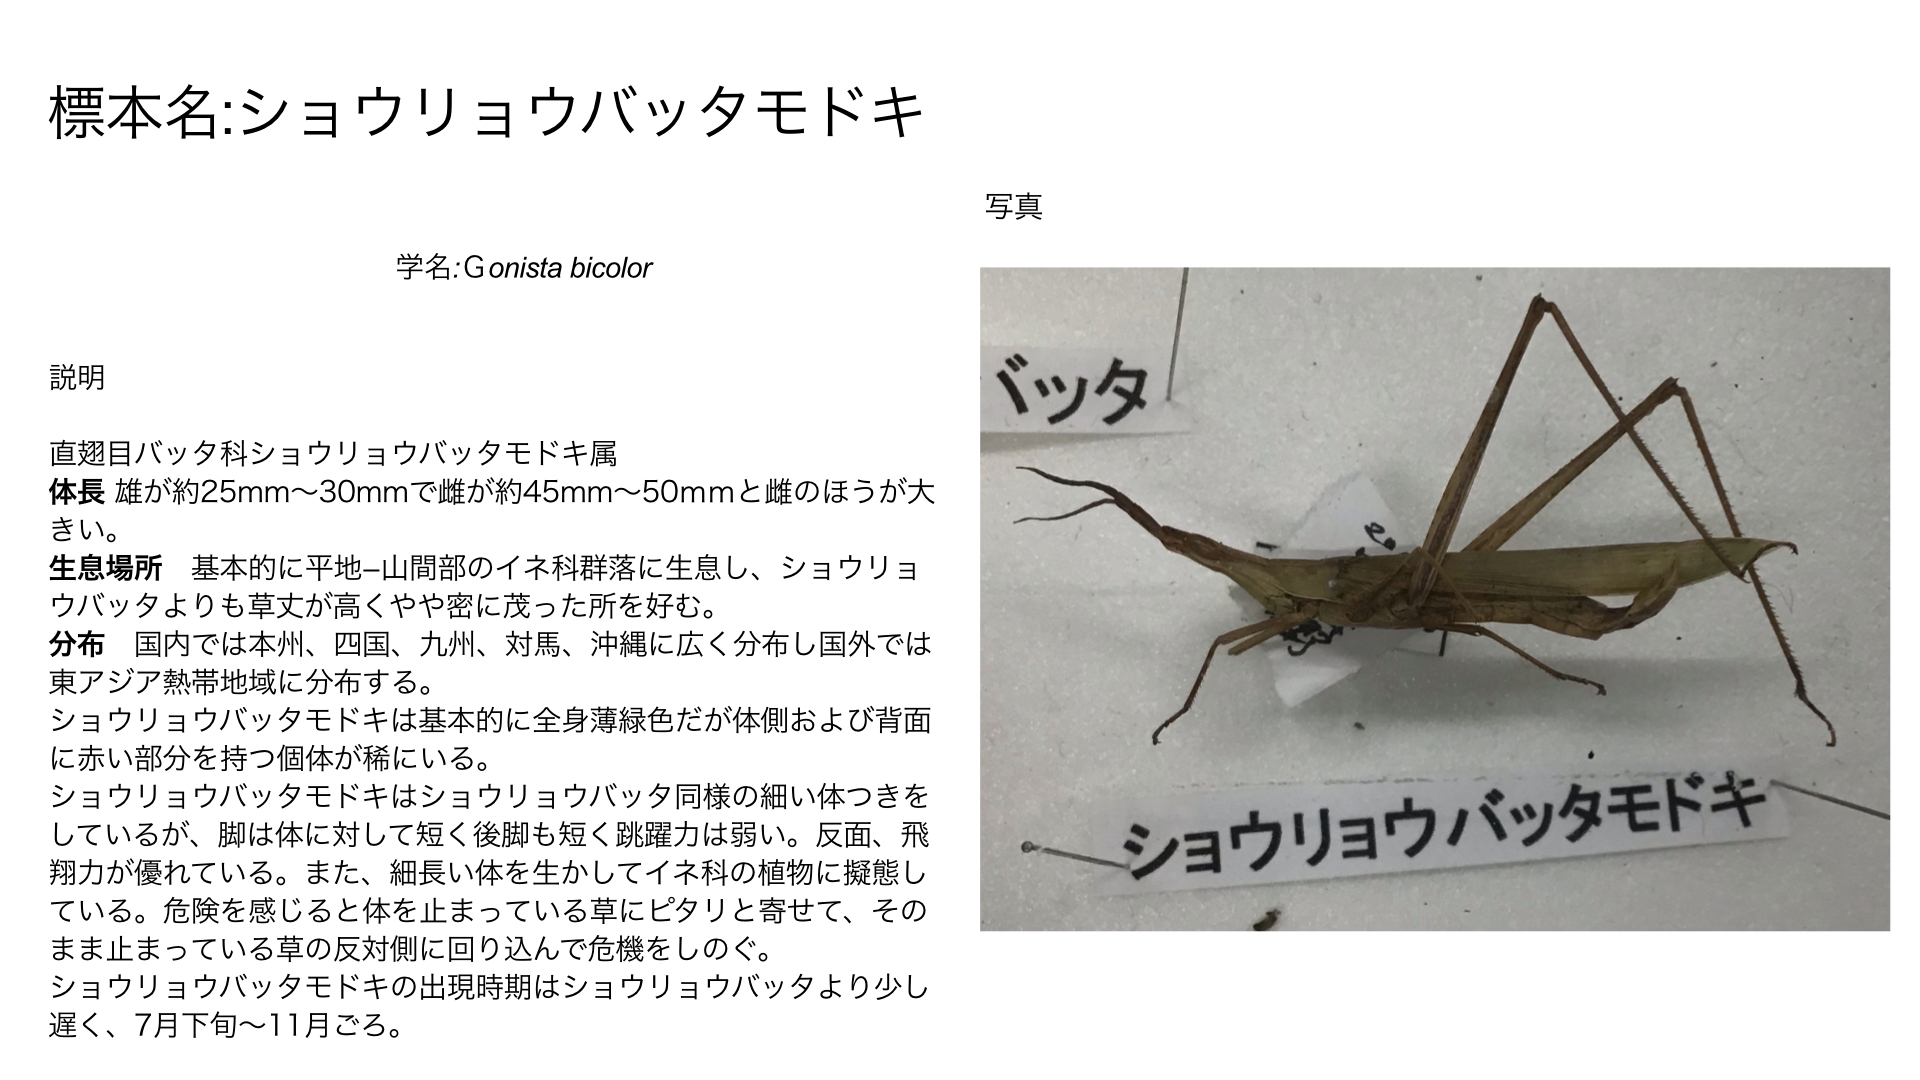 標本名:ショウリョウバッタモドキ
学名:Gonista bicolor
説明
直翅目バッタ科ショウリョウバッタモドキ属
体長 雄が約25mm〜30mmで雌が約45mm〜50mmと雌のほうが大
きい。
生息場所　基本的に平地–山間部のイネ科群落に生息し、ショウリョ
ウバッタよりも草丈が高くやや密に茂った所を好む。
分布　国内では本州、四国、九州、対馬、沖縄に広く分布し国外では
東アジア熱帯地域に分布する。
ショウリョウバッタモドキは基本的に全身薄緑色だが体側および背面
に赤い部分を持つ個体が稀にいる。
ショウリョウバッタモドキはショウリョウバッタ同様の細い体つきを
しているが、脚は体に対して短く後脚も短く跳躍力は弱い。反面、飛
翔力が優れている。また、細長い体を生かしてイネ科の植物に擬態し
ている。危険を感じると体を止まっている草にピタリと寄せて、その
まま止まっている草の反対側に回り込んで危機をしのぐ。
ショウリョウバッタモドキの出現時期はショウリョウバッタより少し
遅く、7月下旬〜11月ごろ。
写真
バッタ
ショウリョウバッタモドキ